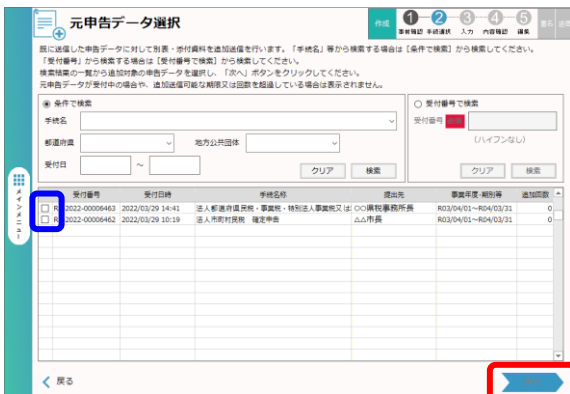 元申告データ選択
作成
1 2 3 4 5
手続選択 入力 内容確認 編集
署名 送信
既に送信した申告データに対して別表・添付資料を追加送信を行います。「手続名」等から検索する場合は［条件で検索］から検索してください。
「受付番号」から検索する場合は［受付番号で検索］から検索してください。
検索結果の一覧から追加対象の申告データを選択し、「次へ」ボタンをクリックしてください。
元申告データが受付中の場合や、追加送信可能な期限又は回数を超過している場合は表示されません。
条件で検索
手続名
都道府県 地方公共団体
受付日 ～
クリア 検索
受付番号で検索
受付番号
(ハイフンなし)
クリア 検索
メインメニュー
受付番号 受付日時 手続名称 提出先 事業年度・期別等 追加回数
2022-00006463 2022/03/29 14:41 法人都道府県民税・事業税・特別法人事業税又は 〇〇県税事務所長 R03/04/01～R04/03/31 0
2022-00006462 2022/03/29 10:19 法人市町村民税 確定申告 △△市長 R03/04/01～R04/03/31 0
戻る